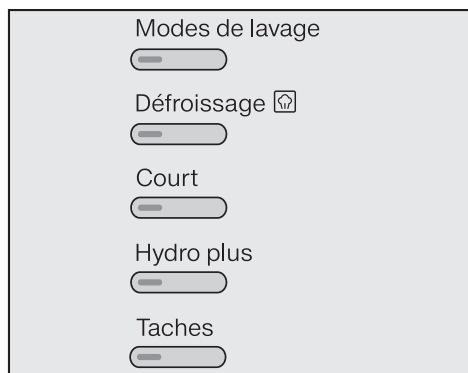 Modes de lavage
Défroissage
Court
Hydro plus
Taches